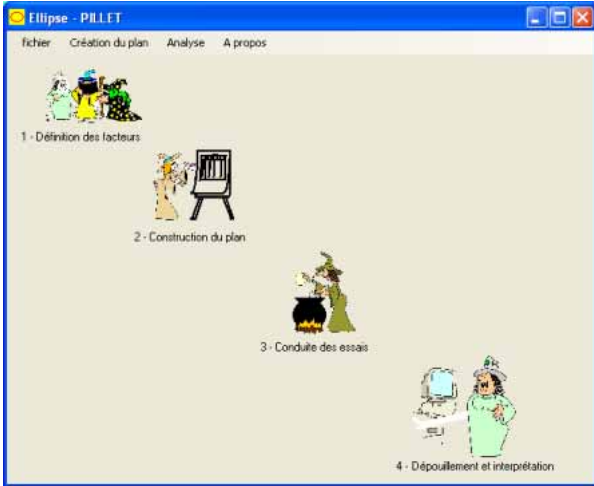 Ellipse - PILLET
fichier Création du plan Analyse A propos
1 - Définition des facteurs
2 - Construction du plan
3 - Conduite des essais
4 - Dépouillement et interprétation